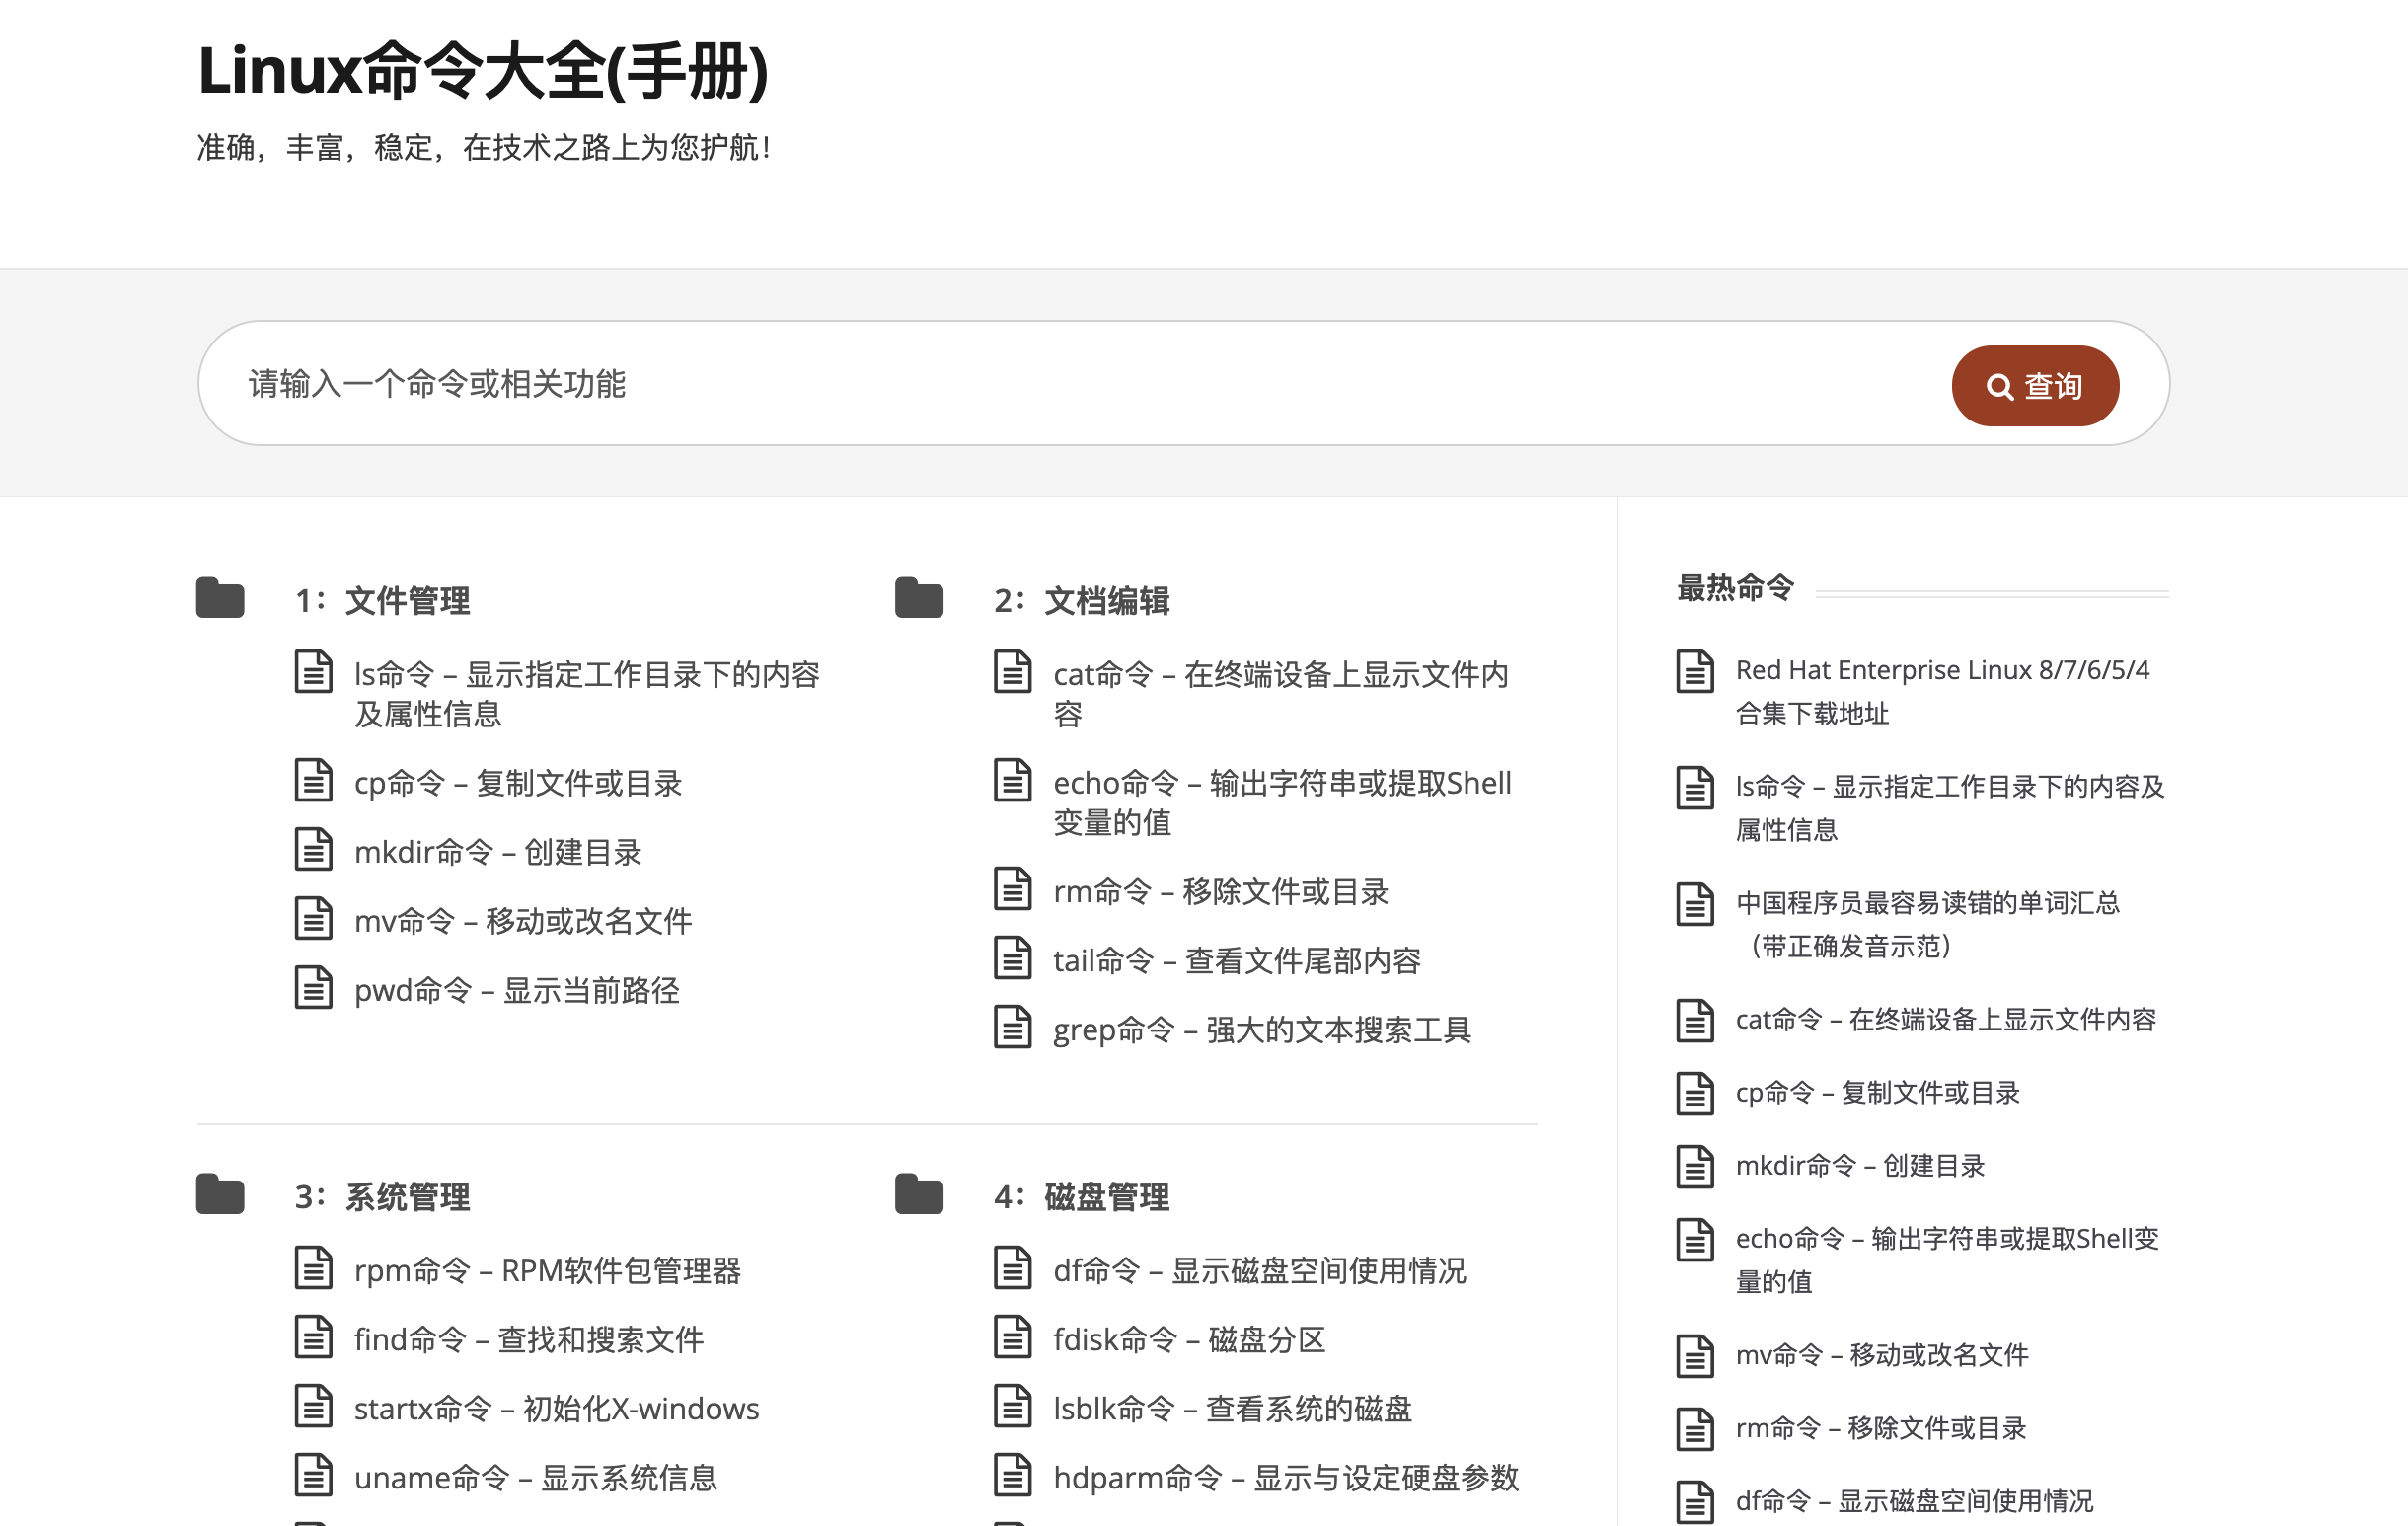 Linux命令大全(手册)
准确，丰富，稳定，在技术之路上为您护航！
请输入一个命令或相关功能
查询
1：文件管理
ls命令 – 显示指定工作目录下的内容
及属性信息
cp命令 – 复制文件或目录
mkdir命令 – 创建目录
mv命令 – 移动或改名文件
pwd命令 – 显示当前路径
2：文档编辑
cat命令 – 在终端设备上显示文件内
容
echo命令 – 输出字符串或提取Shell
变量的值
rm命令 – 移除文件或目录
tail命令 – 查看文件尾部内容
grep命令 – 强大的文本搜索工具
3：系统管理
rpm命令 – RPM软件包管理器
find命令 – 查找和搜索文件
startx命令 – 初始化X-windows
uname命令 – 显示系统信息
4：磁盘管理
df命令 – 显示磁盘空间使用情况
fdisk命令 – 磁盘分区
lsblk命令 – 查看系统的磁盘
hdparm命令 – 显示与设定硬盘参数
最热命令
Red Hat Enterprise Linux 8/7/6/5/4
合集下载地址
ls命令 – 显示指定工作目录下的内容及
属性信息
中国程序员最容易读错的单词汇总
（带正确发音示范）
cat命令 – 在终端设备上显示文件内容
cp命令 – 复制文件或目录
mkdir命令 – 创建目录
echo命令 – 输出字符串或提取Shell变
量的值
mv命令 – 移动或改名文件
rm命令 – 移除文件或目录
df命令 – 显示磁盘空间使用情况